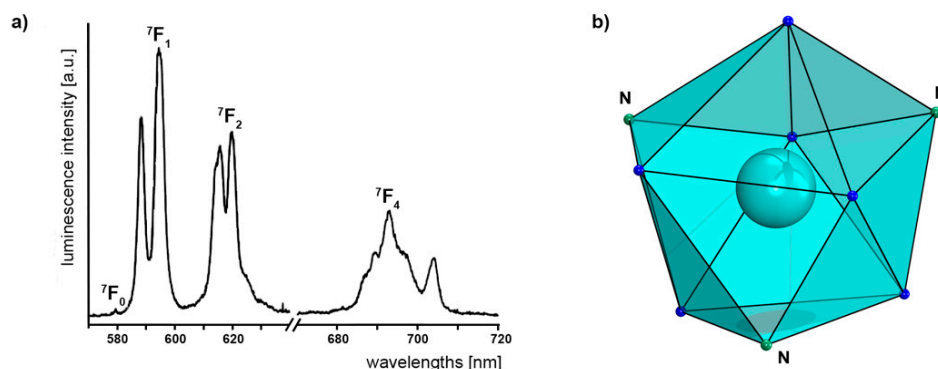 a)
luminescence intensity [a.u.]
⁷F₀
⁷F₁
⁷F₂
⁷F₄
580 600 620 680 700 720
wavelengths [nm]
b)
N
N